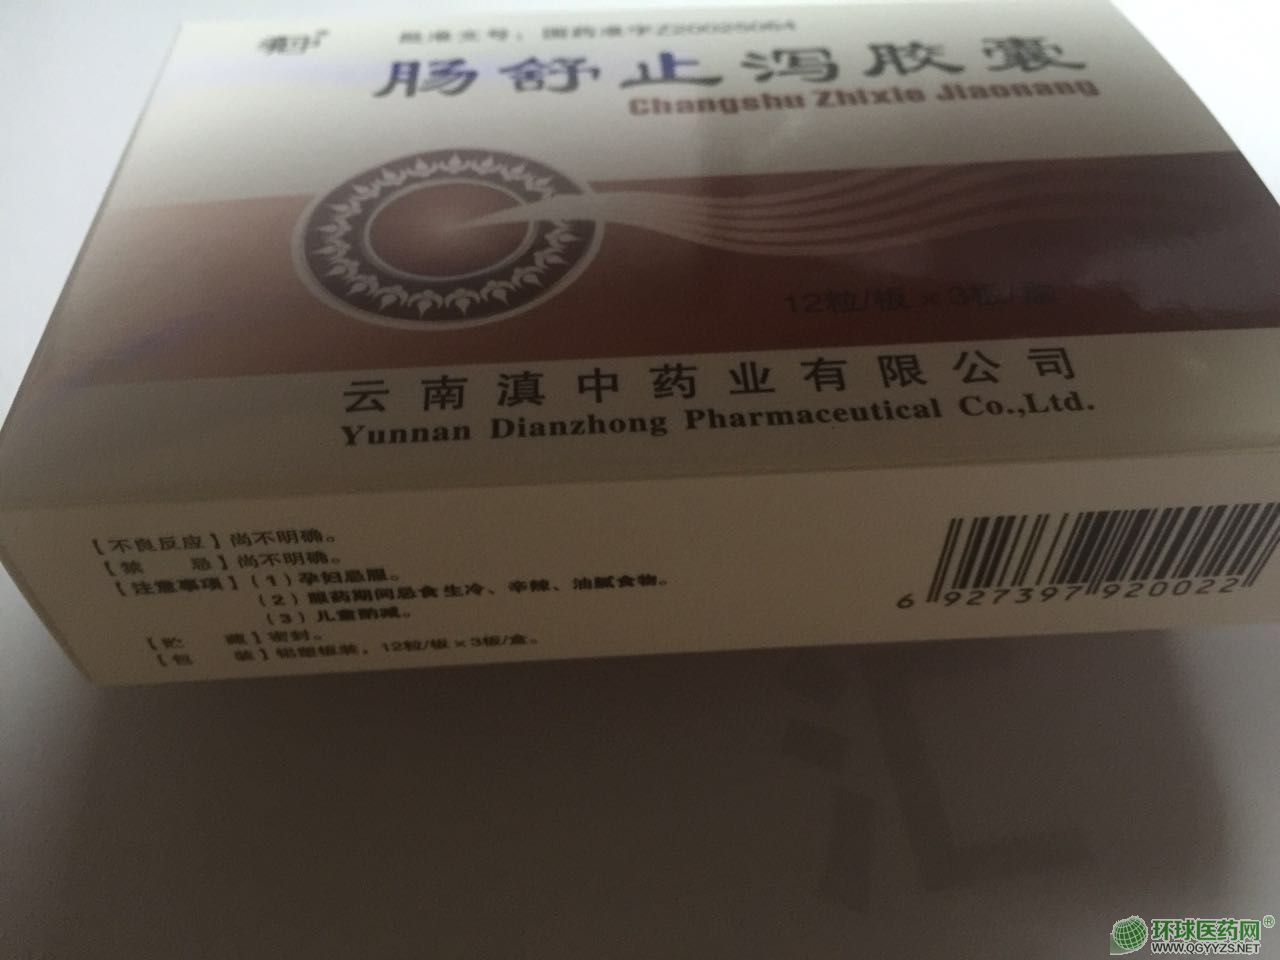 滇中
批准文号：国药准字Z20025064
肠舒止泻胶囊
Changshu Zhixie Jiaonang
12粒/板×3板/盒
云南滇中药业有限公司
Yunnan Dianzhong Pharmaceutical Co.,Ltd.
【不良反应】尚不明确。
【禁 忌】尚不明确。
【注意事项】（1）孕妇忌服。
（2）服药期间忌食生冷、辛辣、油腻食物。
（3）儿童酌减。
【贮 藏】密封。
【包 装】铝塑板装，12粒/板×3板/盒。
6 927397 920022
汇
环球医药网®
WWW.QGYYZS.NET